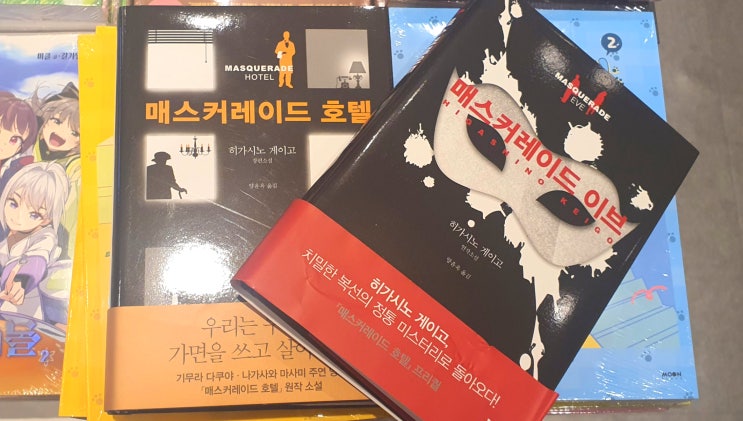 MASQUERADE
HOTEL
매스커레이드 호텔
히가시노 게이고
장편소설
양윤옥 옮김
우리는
가면을 쓰고 살아
기무라 다쿠야·나가사와 마사미 주연
「매스커레이드 호텔」 원작 소설
MASQUERADE
EVE
매스커레이드 이브
HIGASHINO KEIGO
히가시노 게이고
연작소설
양윤옥 옮김
히가시노 게이고,
치밀한 복선의 정통 미스터리로 돌아오다!
『매스커레이드 호텔』 프리퀄
2